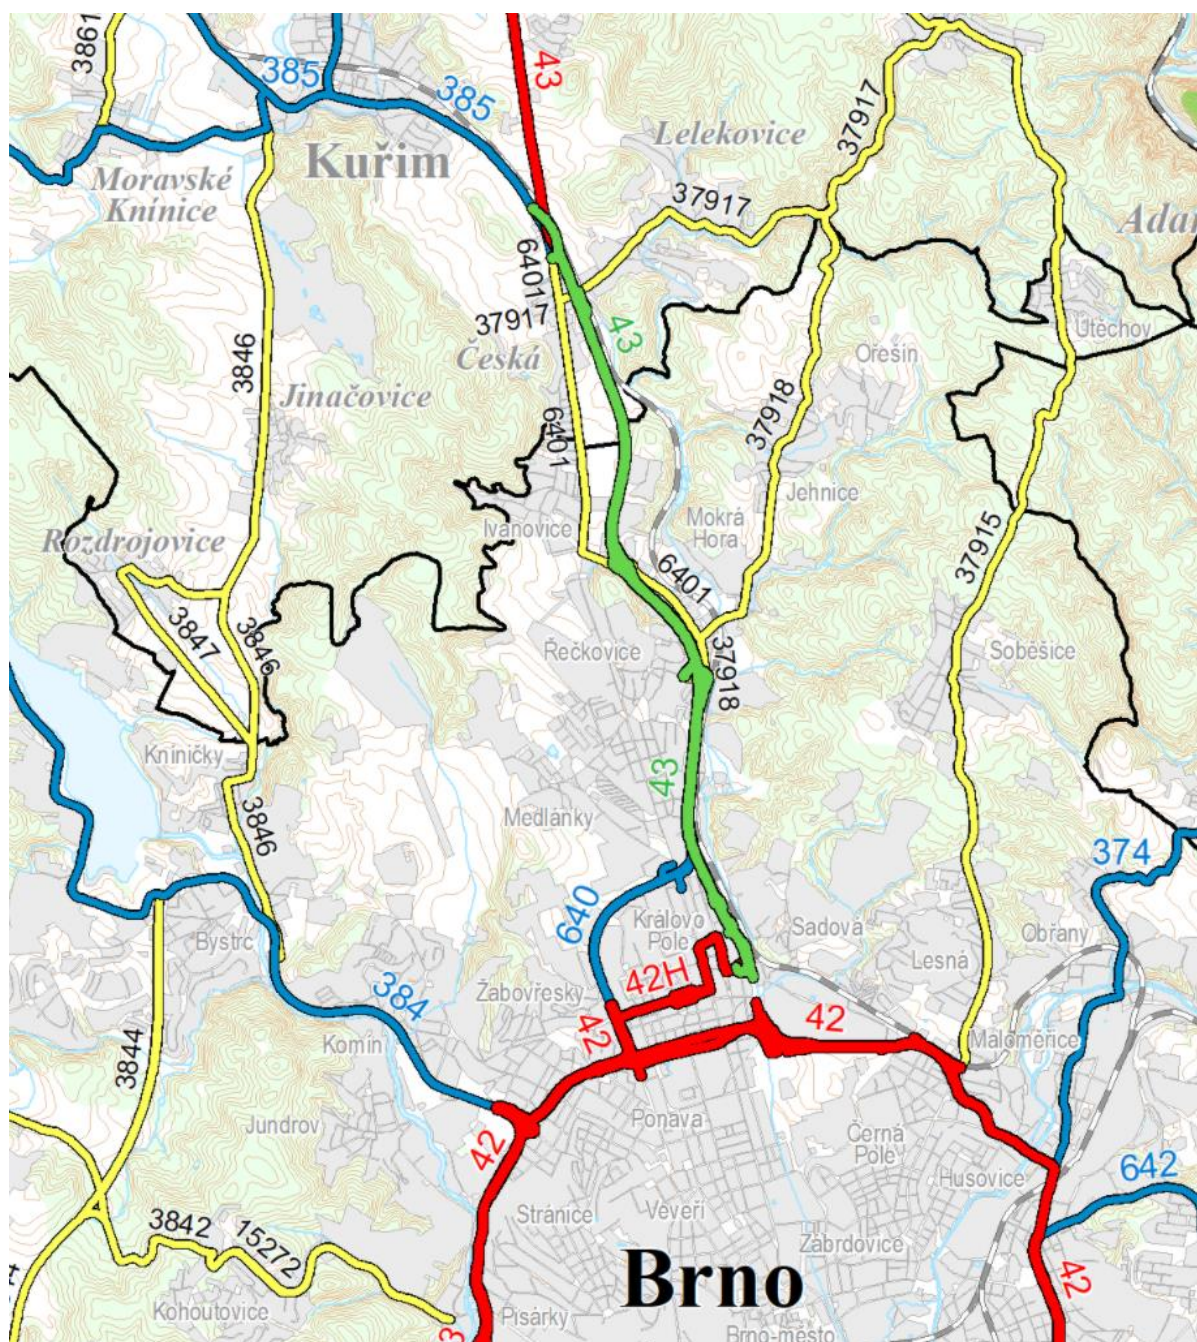 3861
385
385
43
Lelekovice
37917
Kuřim
Moravské
Knínice
37917
Adar
64017
37917
43
Česká
Útěchov
Ořešín
3846
Jinačovice
37918
6401
Jehnice
Ivanovice
Mokrá
Hora
37915
Rozdrojovice
6401
3847
3846
Řečkovice
37918
Soběšice
Kníničky
43
Medlánky
3846
374
640
Královo
Pole
Sadová
Obřany
Bystrc
Lesná
42H
Žabovřesky
384
42
42
Maloměřice
Komín
3844
Jundrov
Ponava
Černá
Pole
42
Husovice
642
3842
15272
Stránice
Veveří
Zábrdovice
42
Brno
Kohoutovice
Pisárky
Brno-město